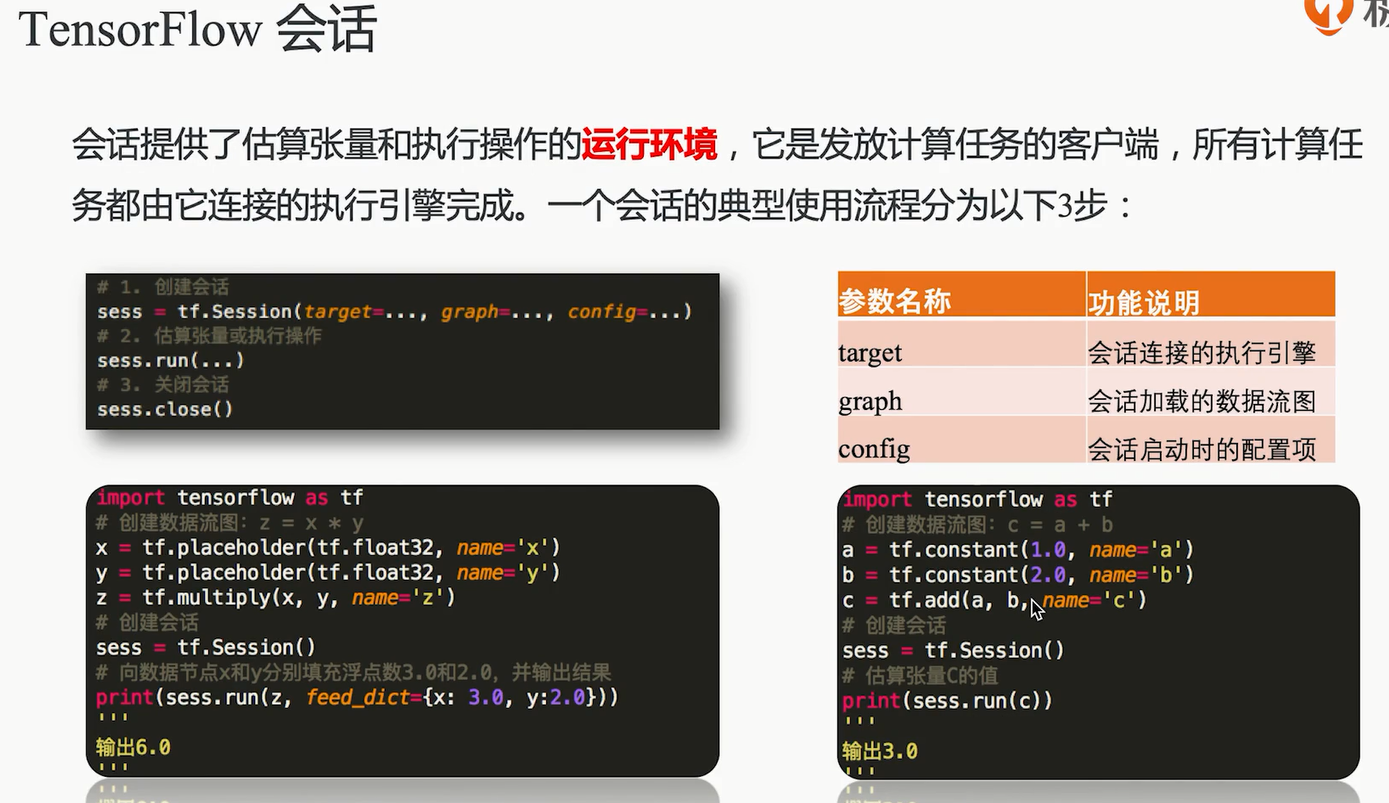 TensorFlow 会话
会话提供了估算张量和执行操作的运行环境，它是发放计算任务的客户端，所有计算任
务都由它连接的执行引擎完成。一个会话的典型使用流程分为以下3步：
# 1. 创建会话
sess = tf.Session(target=..., graph=..., config=...)
# 2. 估算张量或执行操作
sess.run(...)
# 3. 关闭会话
sess.close()
参数名称 功能说明
target 会话连接的执行引擎
graph 会话加载的数据流图
config 会话启动时的配置项
import tensorflow as tf
# 创建数据流图：z = x * y
x = tf.placeholder(tf.float32, name='x')
y = tf.placeholder(tf.float32, name='y')
z = tf.multiply(x, y, name='z')
# 创建会话
sess = tf.Session()
# 向数据节点x和y分别填充浮点数3.0和2.0，并输出结果
print(sess.run(z, feed_dict={x: 3.0, y:2.0}))
'''
输出6.0
'''
import tensorflow as tf
# 创建数据流图：c = a + b
a = tf.constant(1.0, name='a')
b = tf.constant(2.0, name='b')
c = tf.add(a, b, name='c')
# 创建会话
sess = tf.Session()
# 估算张量C的值
print(sess.run(c))
'''
输出3.0
'''